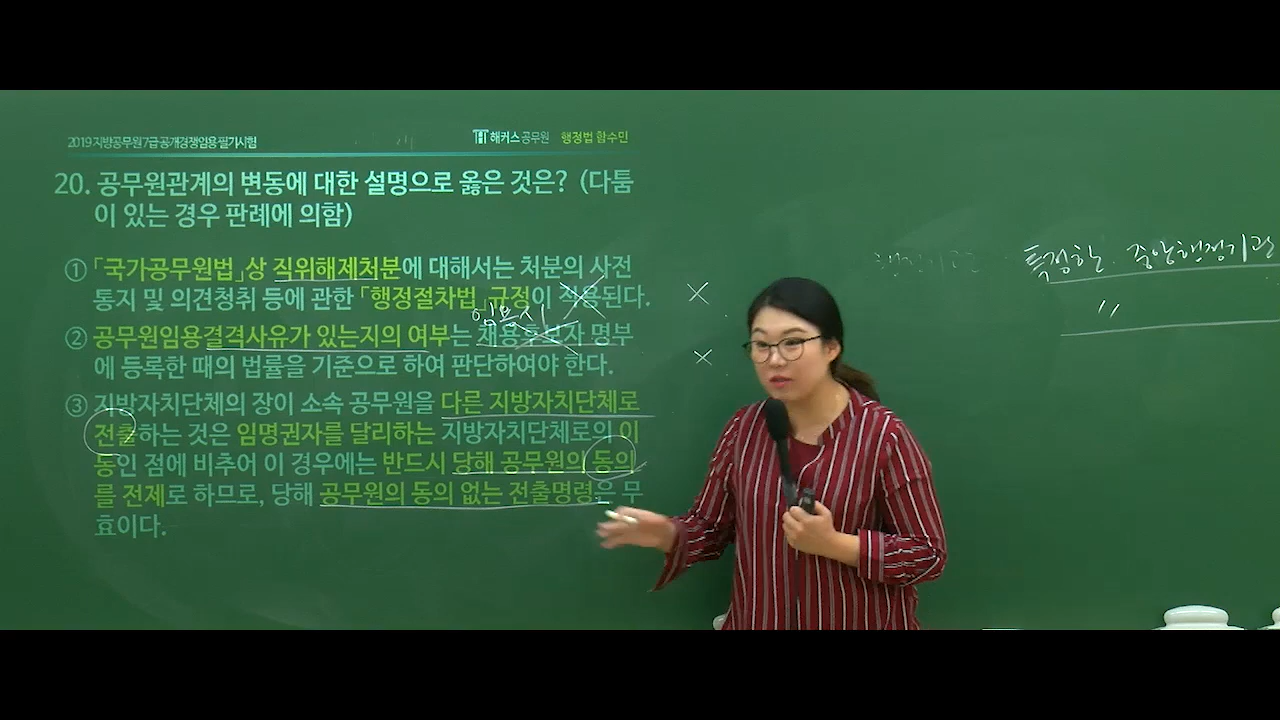 2019 지방공무원 7급 공개경쟁임용 필기시험
해커스 공무원 행정법 함수민
20. 공무원관계의 변동에 대한 설명으로 옳은 것은? (다툼
이 있는 경우 판례에 의함)
① 「국가공무원법」상 직위해제처분에 대해서는 처분의 사전
통지 및 의견청취 등에 관한 「행정절차법」 규정이 적용된다.
임용시
② 공무원임용결격사유가 있는지의 여부는 채용후보자 명부
에 등록한 때의 법률을 기준으로 하여 판단하여야 한다.
③ 지방자치단체의 장이 소속 공무원을 다른 지방자치단체로
전출하는 것은 임명권자를 달리하는 지방자치단체로의 이
동인 점에 비추어 이 경우에는 반드시 당해 공무원의 동의
를 전제로 하므로, 당해 공무원의 동의 없는 전출명령은 무
효이다.
특정한 중앙행정기관
〃